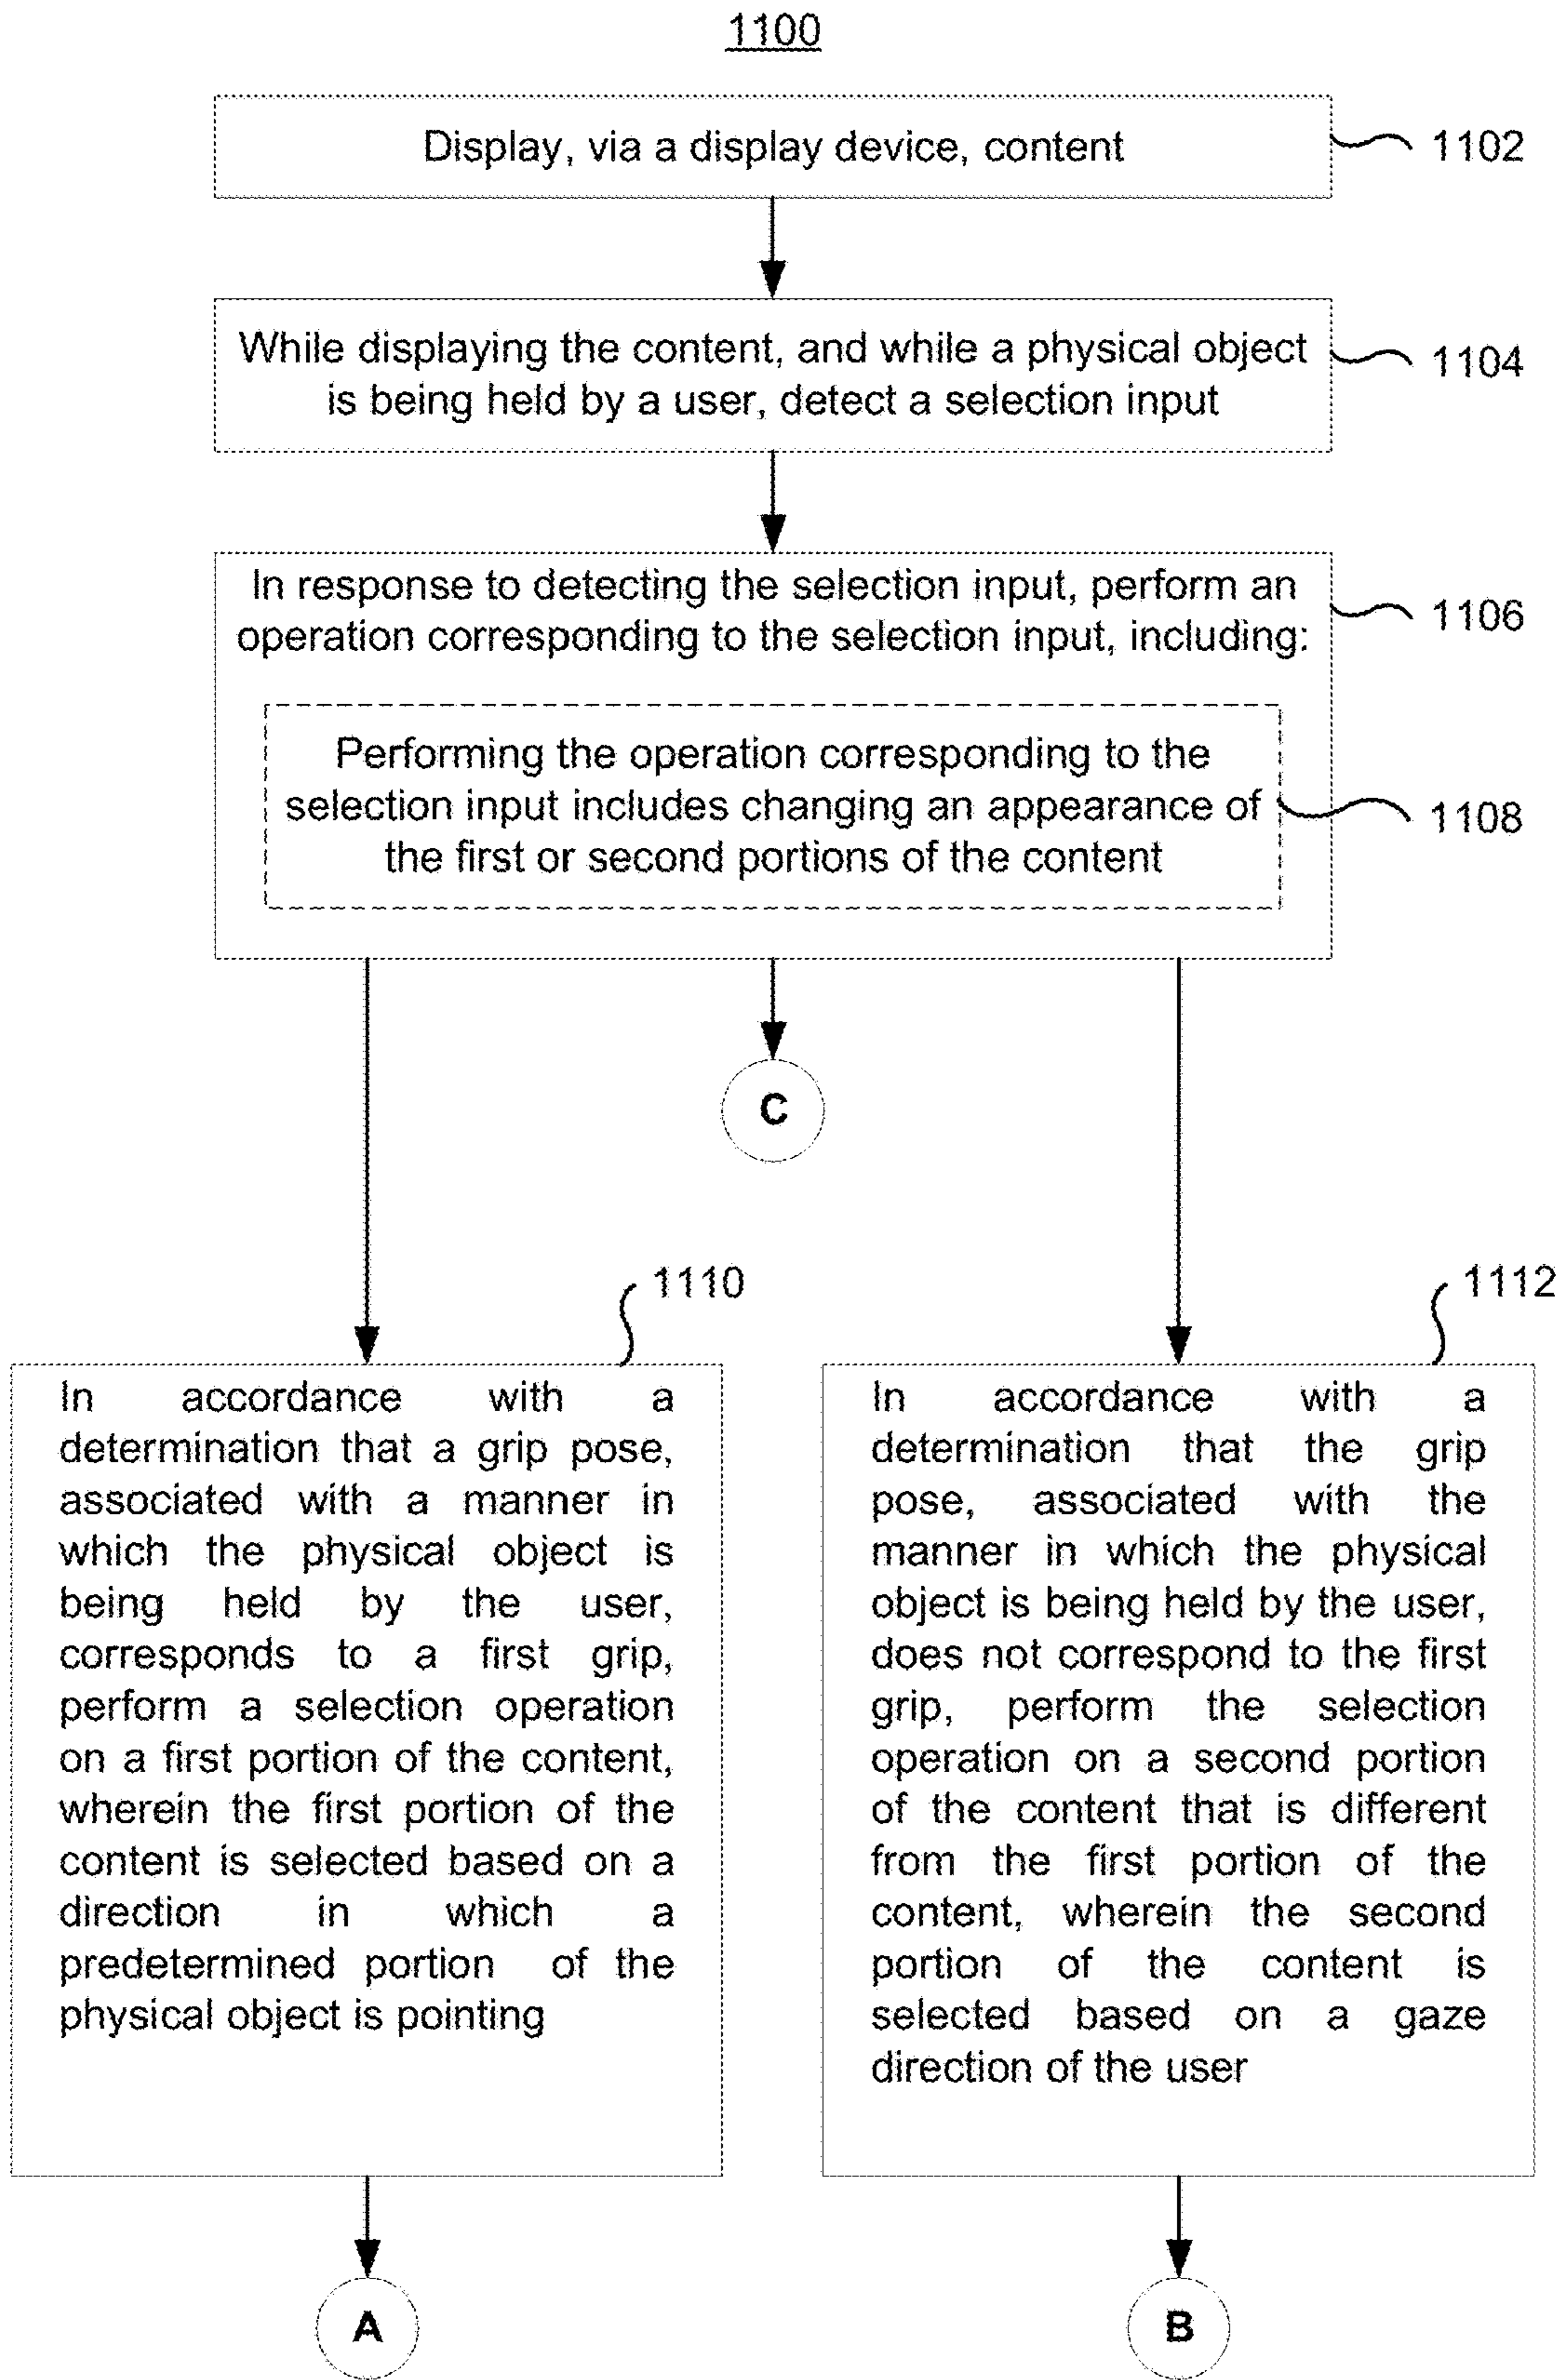 1100
Display, via a display device, content
1102
While displaying the content, and while a physical object
is being held by a user, detect a selection input
1104
In response to detecting the selection input, perform an
operation corresponding to the selection input, including:
1106
Performing the operation corresponding to the
selection input includes changing an appearance of
the first or second portions of the content
1108
C
1110
In accordance with a
determination that a grip pose,
associated with a manner in
which the physical object is
being held by the user,
corresponds to a first grip,
perform a selection operation
on a first portion of the content,
wherein the first portion of the
content is selected based on a
direction in which a
predetermined portion of the
physical object is pointing
1112
In accordance with a
determination that the grip
pose, associated with the
manner in which the physical
object is being held by the user,
does not correspond to the first
grip, perform the selection
operation on a second portion
of the content that is different
from the first portion of the
content, wherein the second
portion of the content is
selected based on a gaze
direction of the user
A
B